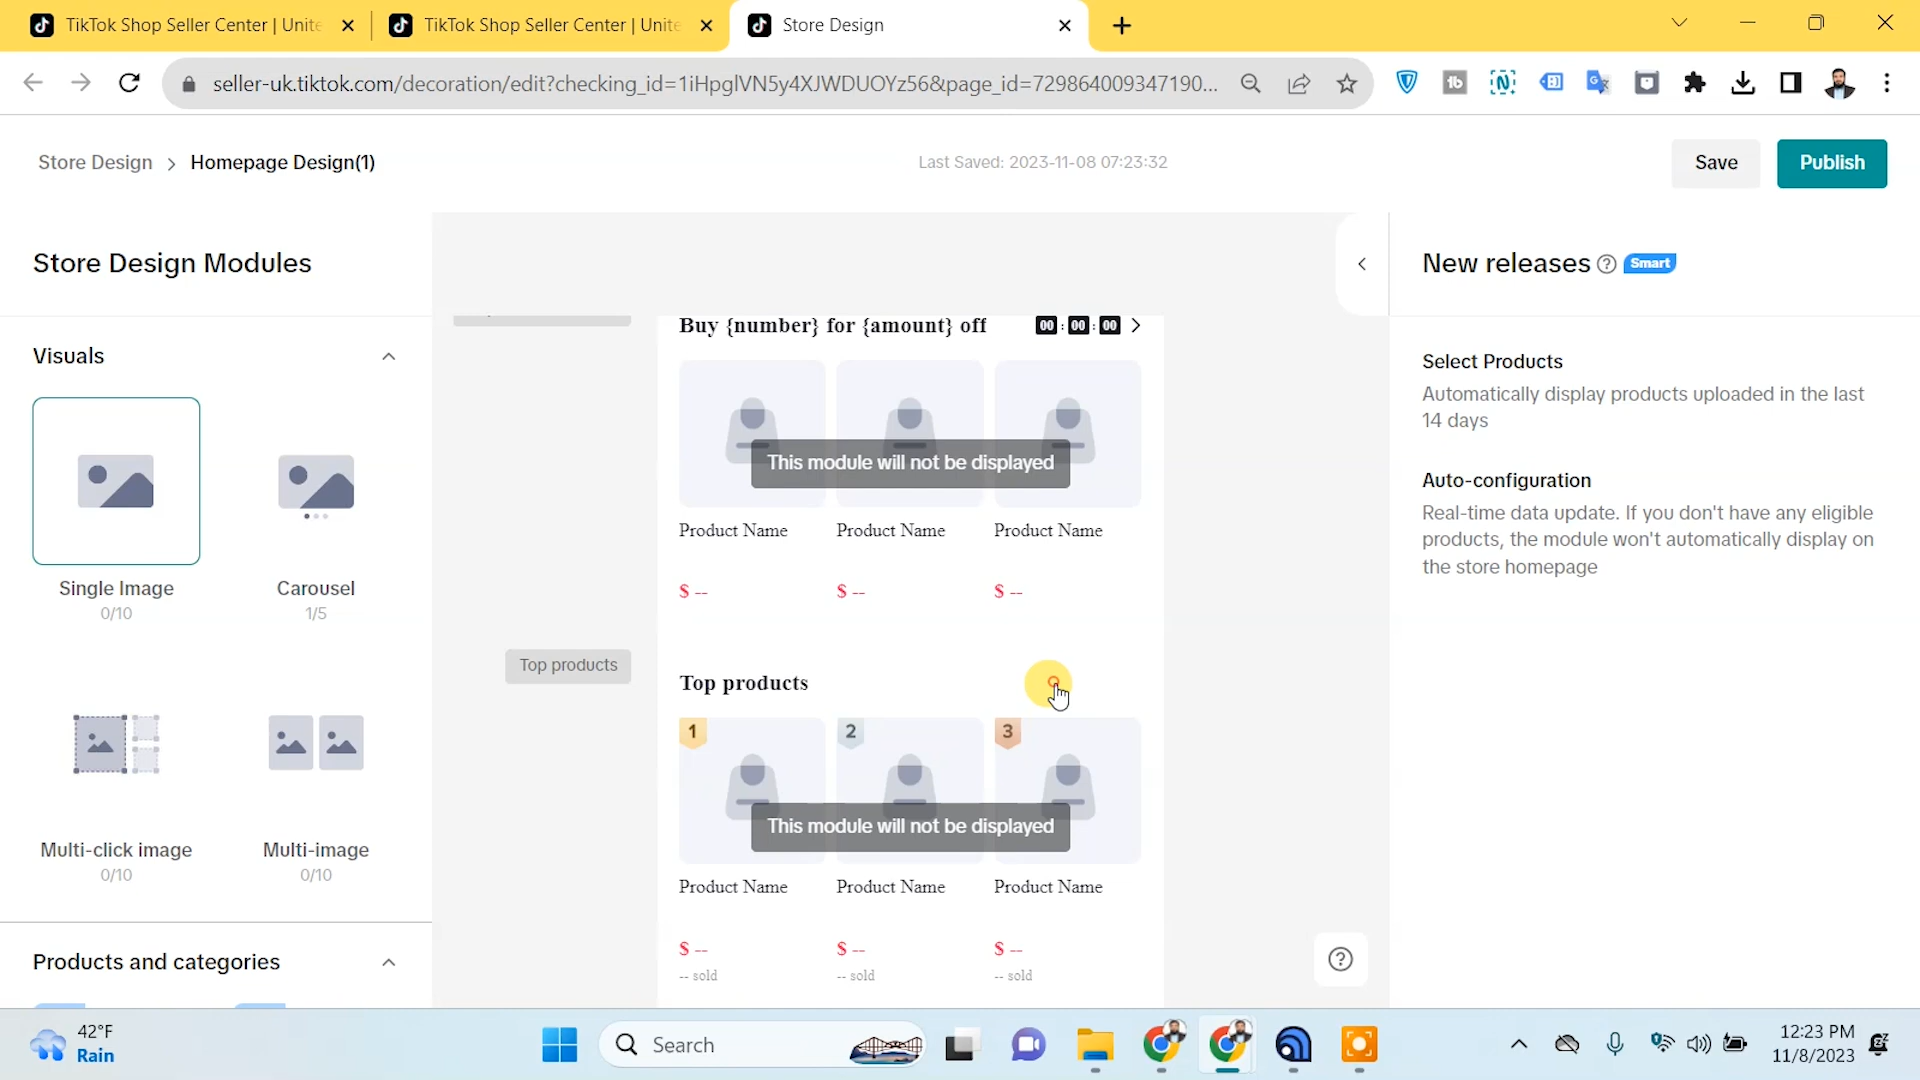 TikTok Shop Seller Center | Unite
TikTok Shop Seller Center | Unite
Store Design
seller-uk.tiktok.com/decoration/edit?checking_id=1iHpglVN5y4XJWDUOYz56&page_id=729864009347190...
Store Design > Homepage Design(1)
Last Saved: 2023-11-08 07:23:32
Save
Publish
Store Design Modules
Visuals
Single Image
0/10
Carousel
1/5
Multi-click image
0/10
Multi-image
0/10
Products and categories
Buy {number} for {amount} off
00 : 00 : 00
This module will not be displayed
Product Name
Product Name
Product Name
$ --
$ --
$ --
Top products
Top products
1
2
3
This module will not be displayed
Product Name
Product Name
Product Name
$ --
$ --
$ --
-- sold
-- sold
-- sold
New releases
Smart
Select Products
Automatically display products uploaded in the last
14 days
Auto-configuration
Real-time data update. If you don't have any eligible
products, the module won't automatically display on
the store homepage
42°F
Rain
Search
12:23 PM
11/8/2023